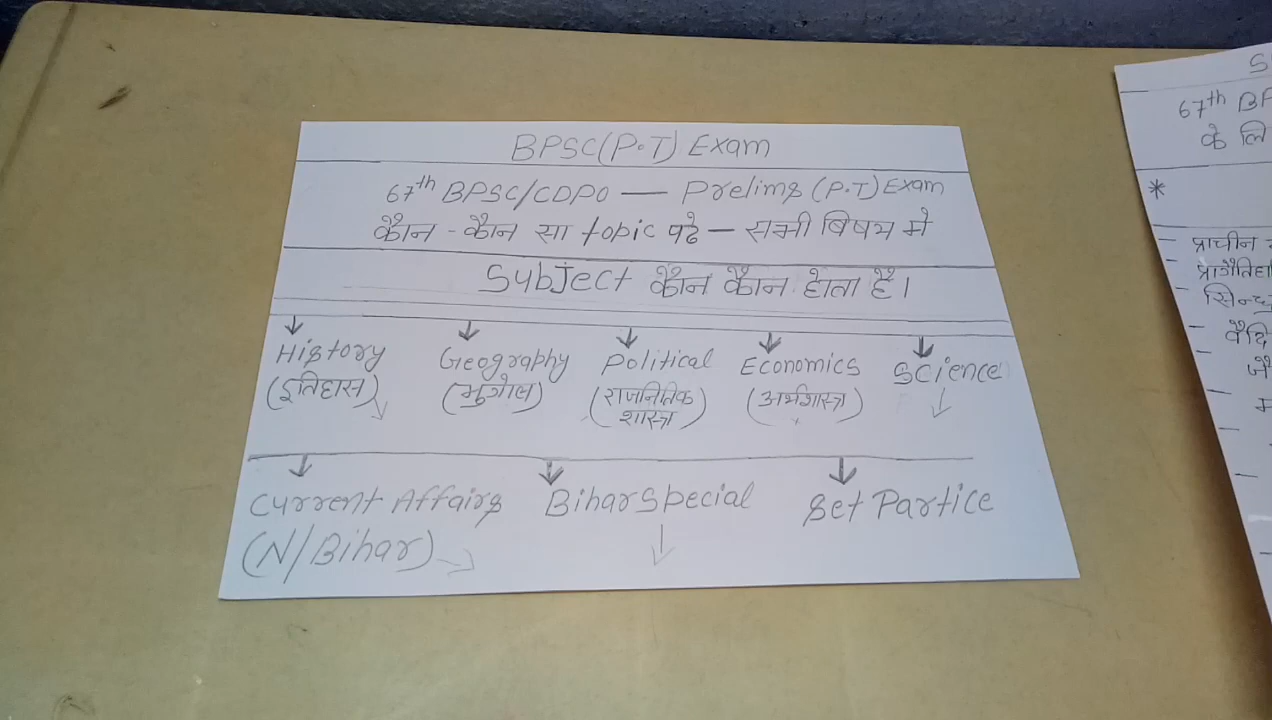 BPSC(P.T) Exam
67th BPSC/CDPO — Prelims (P.T) Exam
कौन - कौन सा topic पढे — सभी विषय मे
Subject कौन कौन होता है।
History Geography Political Economics Science
(इतिहास) (भुगोल) (राजनितिक शास्त्र) (अर्थशास्त्र)
Current Affairs Bihar Special Set Partice
(N/Bihar)
67th
के लि
*
- प्राचीन
-
-
-